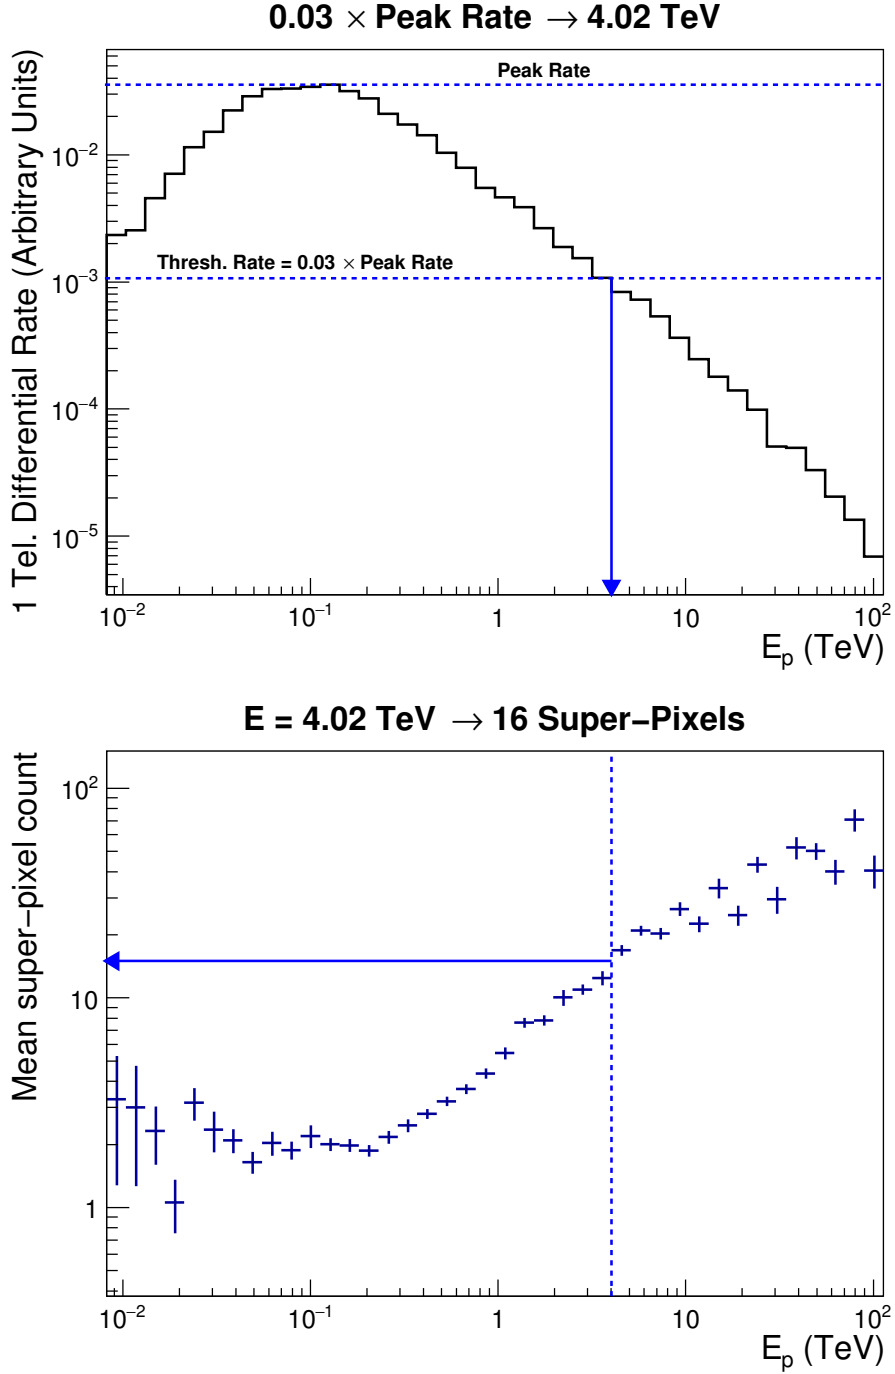 0.03 × Peak Rate → 4.02 TeV
1 Tel. Differential Rate (Arbitrary Units)
Peak Rate
Thresh. Rate = 0.03 × Peak Rate
10⁻²
10⁻³
10⁻⁴
10⁻⁵
10⁻² 10⁻¹ 1 10 10²
Eₚ (TeV)
E = 4.02 TeV → 16 Super−Pixels
Mean super−pixel count
10²
10
1
10⁻² 10⁻¹ 1 10 10²
Eₚ (TeV)